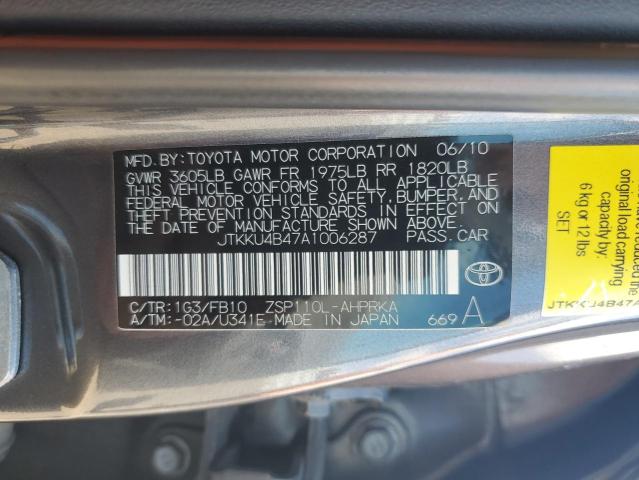 MFD.BY:TOYOTA MOTOR CORPORATION 06/10
GVWR 3605LB GAWR FR 1975LB RR 1820LB
THIS VEHICLE CONFORMS TO ALL APPLICABLE
FEDERAL MOTOR VEHICLE SAFETY,BUMPER,AND
THEFT PREVENTION STANDARDS IN EFFECT ON
THE DATE OF MANUFACTURE SHOWN ABOVE.
JTKKU4B47A1006287 PASS.CAR
TOYOTA
C/TR:1G3/FB10 ZSP110L-AHPRKA
A/TM:-02A/U341E-MADE IN JAPAN 669 A
original load carrying
capacity by:
6 kg or 12 lbs
SET
JTKKU4B47A